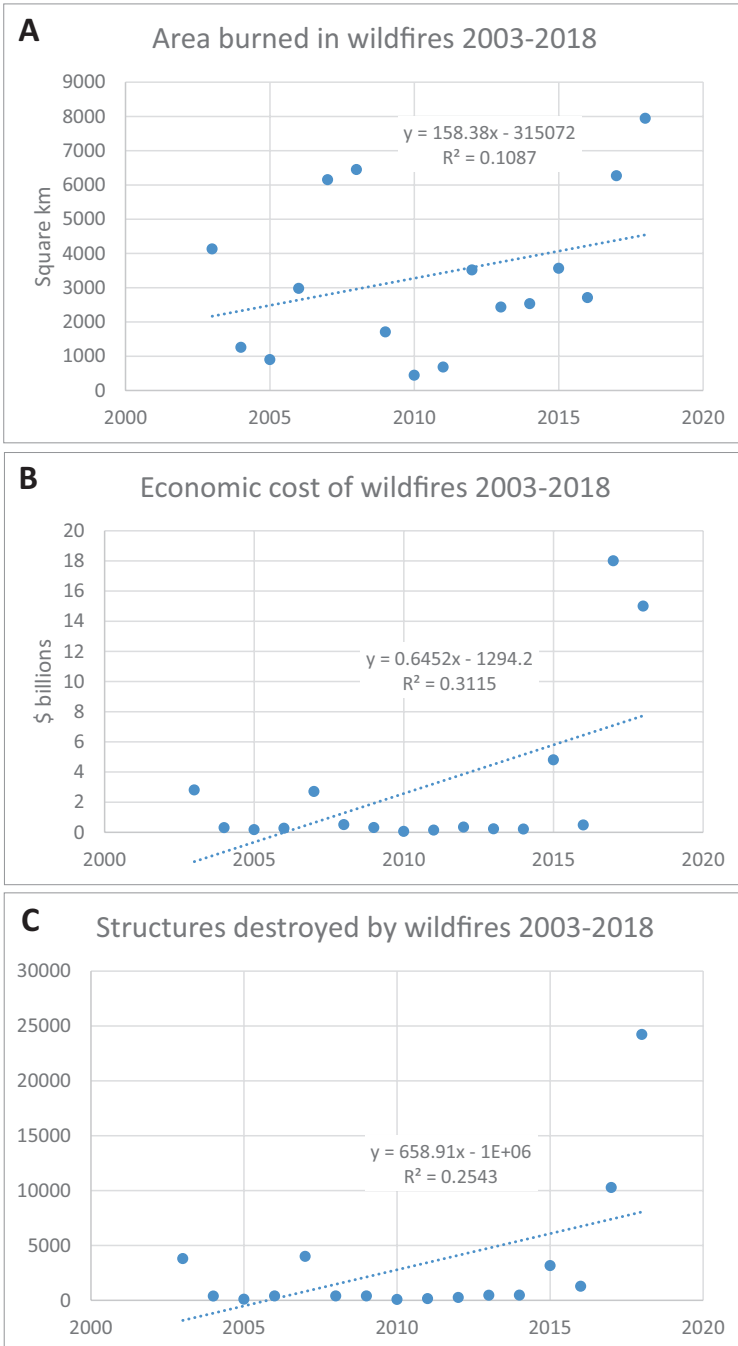 A
Area burned in wildfires 2003-2018
9000
8000
7000
6000
5000
4000
3000
2000
1000
0
Square km
y = 158.38x - 315072
R² = 0.1087
2000 2005 2010 2015 2020
B
Economic cost of wildfires 2003-2018
20
18
16
14
12
10
8
6
4
2
0
$ billions
y = 0.6452x - 1294.2
R² = 0.3115
2000 2005 2010 2015 2020
C
Structures destroyed by wildfires 2003-2018
30000
25000
20000
15000
10000
5000
0
y = 658.91x - 1E+06
R² = 0.2543
2000 2005 2010 2015 2020